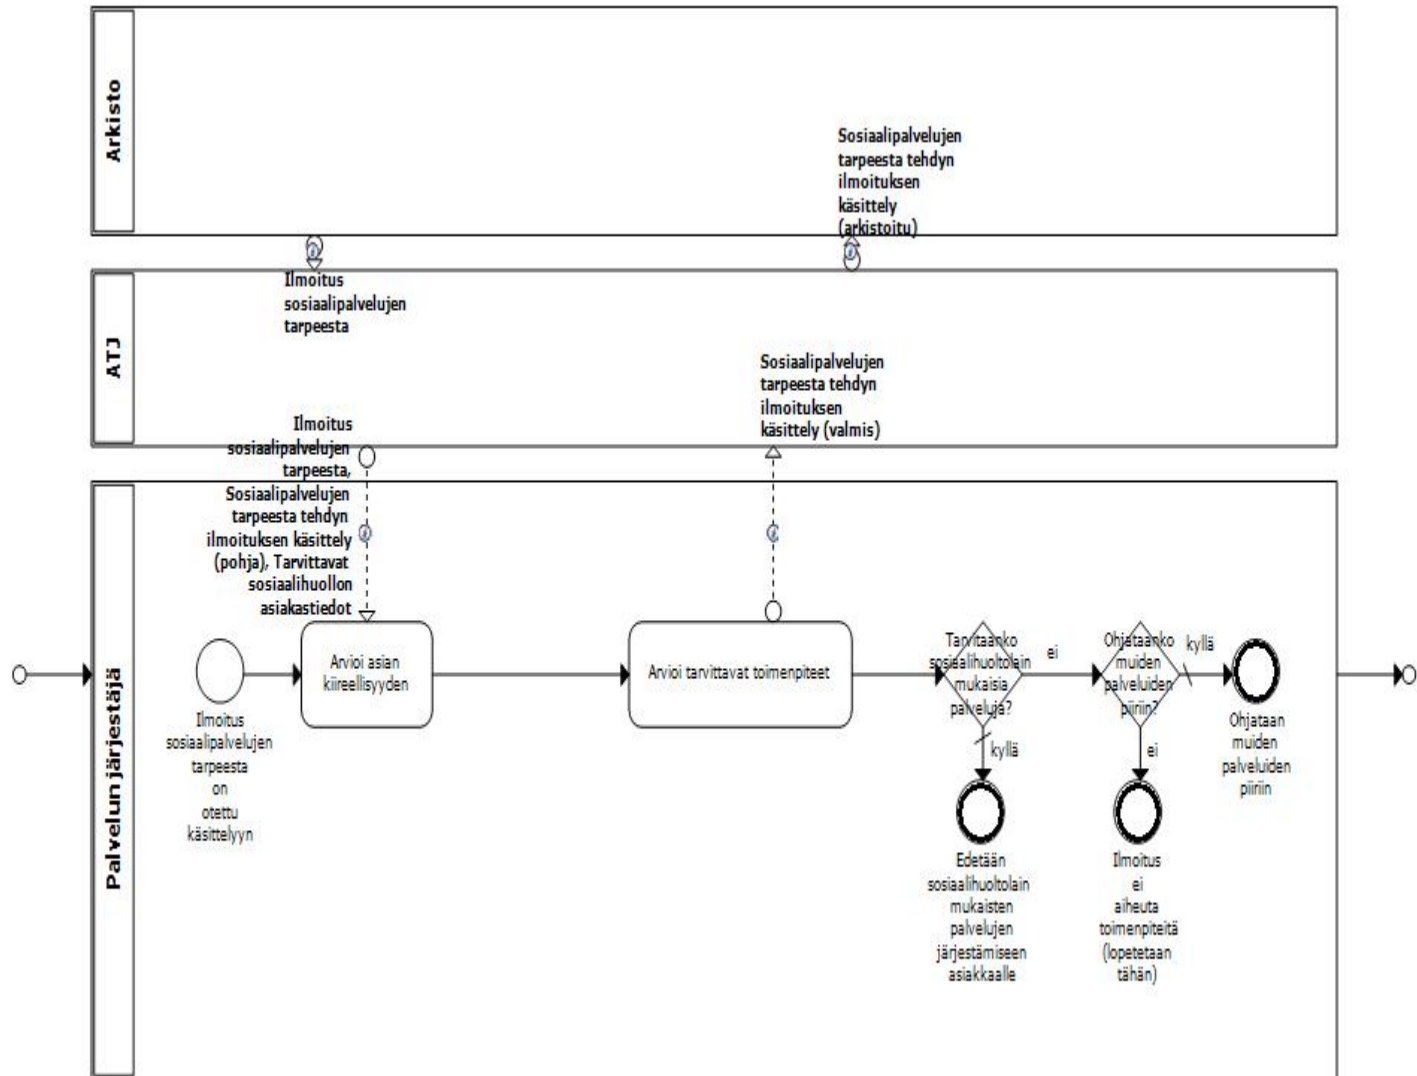 Arkisto
Sosiaalipalvelujen
tarpeesta tehdyn
ilmoituksen
käsittely
(arkistoitu)
ATJ
Ilmoitus
sosiaalipalvelujen
tarpeesta
Sosiaalipalvelujen
tarpeesta tehdyn
ilmoituksen
käsittely (valmis)
Ilmoitus
sosiaalipalvelujen
tarpeesta,
Sosiaalipalvelujen
tarpeesta tehdyn
ilmoituksen käsittely
(pohja), Tarvittavat
sosiaalihuollon
asiakastiedot
Palvelun järjestäjä
Ilmoitus
sosiaalipalvelujen
tarpeesta
on
otettu
käsittelyyn
Arvioi asian
kiireellisyyden
Arvioi tarvittavat toimenpiteet
Tarvitaanko
sosiaalihuoltolain
mukaisia
palveluja?
ei
kyllä
Ohjataanko
muiden
palveluiden
piiriin?
kyllä
ei
Ohjataan
muiden
palveluiden
piiriin
Edetään
sosiaalihuoltolain
mukaisten
palvelujen
järjestämiseen
asiakkaalle
Ilmoitus
ei
aiheuta
toimenpiteitä
(lopetetaan
tähän)